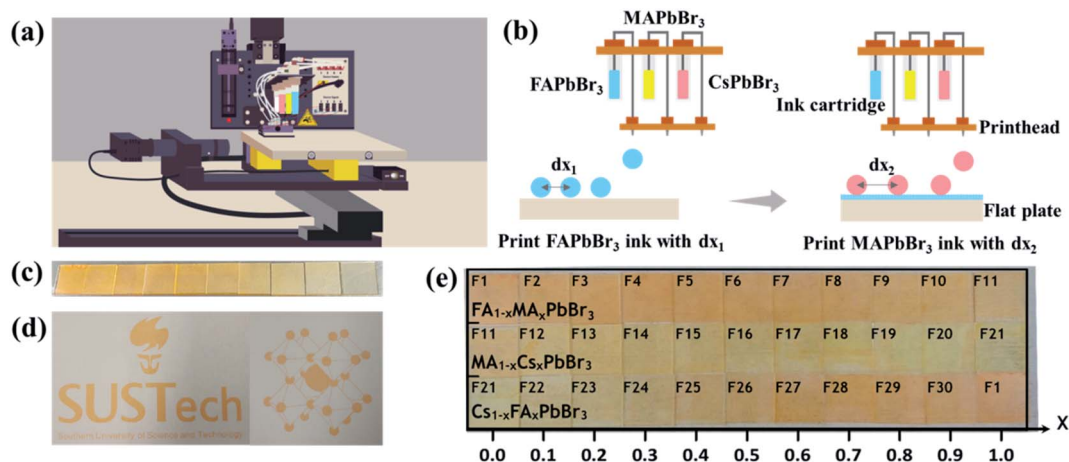 (a)
(b)
MAPbBr₃
FAPbBr₃
CsPbBr₃
Ink cartridge
Printhead
dx₁
dx₂
Flat plate
Print FAPbBr₃ ink with dx₁
Print MAPbBr₃ ink with dx₂
(c)
(d)
SUSTech
Southern University of Science and Technology
(e)
F1 F2 F3 F4 F5 F6 F7 F8 F9 F10 F11
FA₁₋ₓMAₓPbBr₃
F11 F12 F13 F14 F15 F16 F17 F18 F19 F20 F21
MA₁₋ₓCsₓPbBr₃
F21 F22 F23 F24 F25 F26 F27 F28 F29 F30 F1
Cs₁₋ₓFAₓPbBr₃
X
0.0 0.1 0.2 0.3 0.4 0.5 0.6 0.7 0.8 0.9 1.0